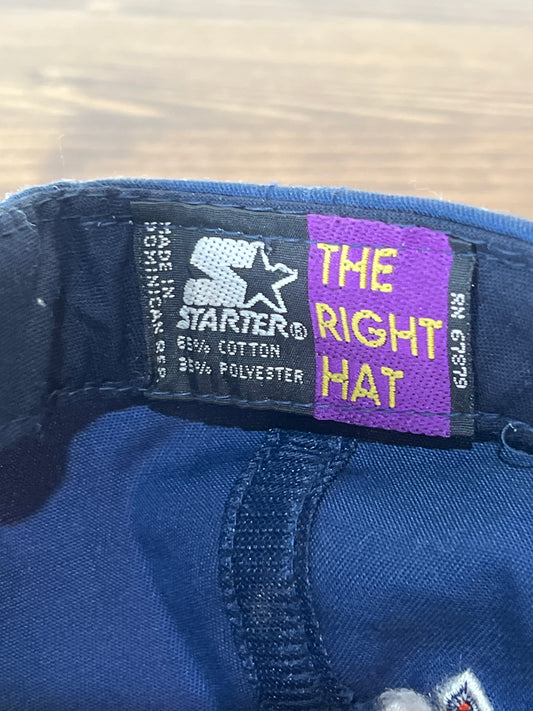 MADE IN
DOMINICAN REP
STARTER®
65% COTTON
35% POLYESTER
THE
RIGHT
HAT
RN 67879